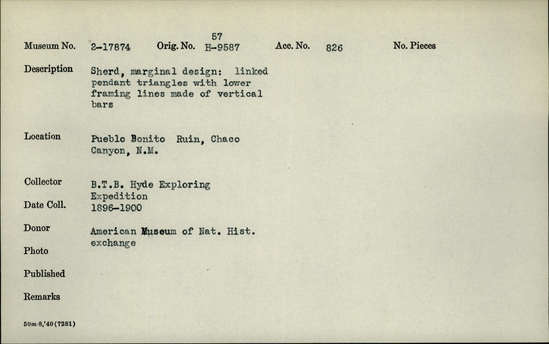 57
Museum No. 2-17874 Orig. No. H-9587 Acc. No. 826 No. Pieces
Description Sherd, marginal design: linked
pendant triangles with lower
framing lines made of vertical
bars
Location Pueblo Bonito Ruin, Chaco
Canyon, N.M.
Collector B.T.B. Hyde Exploring
Expedition
Date Coll. 1896-1900
Donor American Museum of Nat. Hist.
exchange
Photo
Published
Remarks
50m-8,'40(7281)